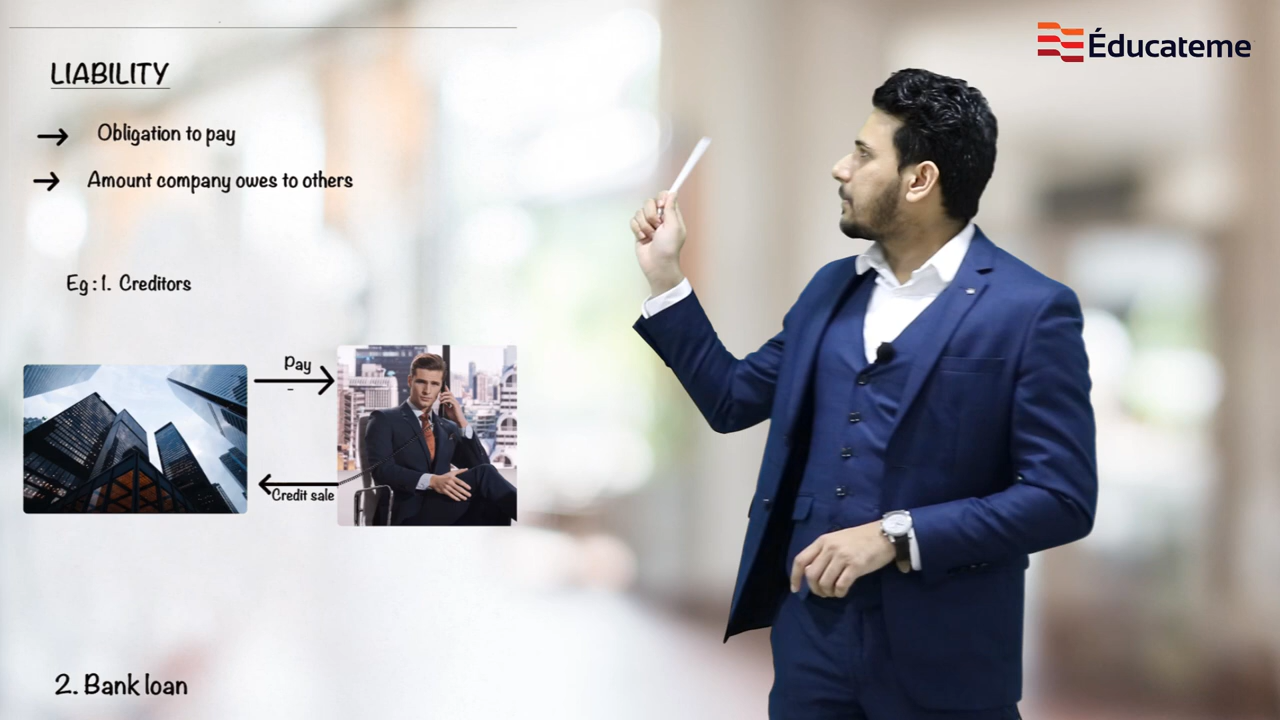 Éducateme
LIABILITY
→ Obligation to pay
→ Amount company owes to others
Eg : 1. Creditors
Pay
Credit sale
2. Bank loan